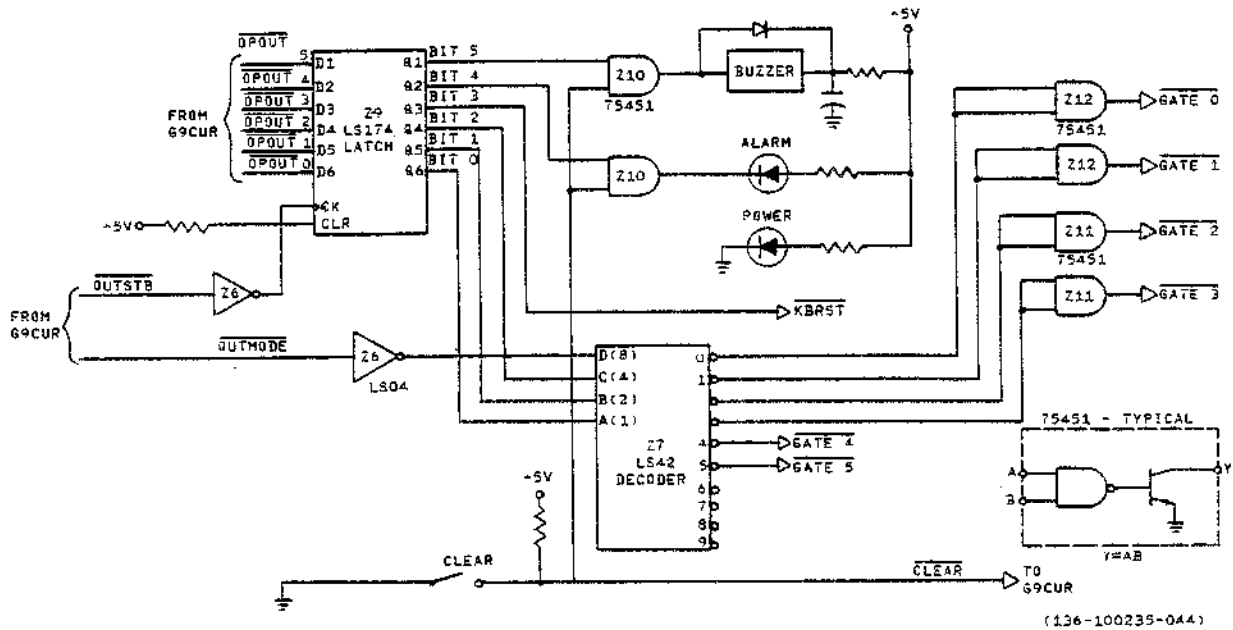 +5V
OPOUT
5 D1 Q1 BIT 5
OPOUT 4 D2 Q2 BIT 4
OPOUT 3 D3 Q3 BIT 3
OPOUT 2 D4 Q4 BIT 2
OPOUT 1 D5 Q5 BIT 1
OPOUT 0 D6 Q6 BIT 0
FROM
G9CUR
Z9
LS174
LATCH
CK
CLR
+5V
Z10
75451
BUZZER
Z10
ALARM
POWER
Z12
75451
GATE 0
Z12
GATE 1
Z11
75451
GATE 2
Z11
GATE 3
OUTSTB
Z6
FROM
G9CUR
OUTMODE
Z6
LS04
KBRST
D(8)
C(4)
B(2)
A(1)
Z7
LS42
DECODER
0
1
4 GATE 4
5 GATE 5
6
7
8
9
75451 - TYPICAL
A
B
Y
Y=AB
+5V
CLEAR
CLEAR
TO
G9CUR
(136-100235-044)